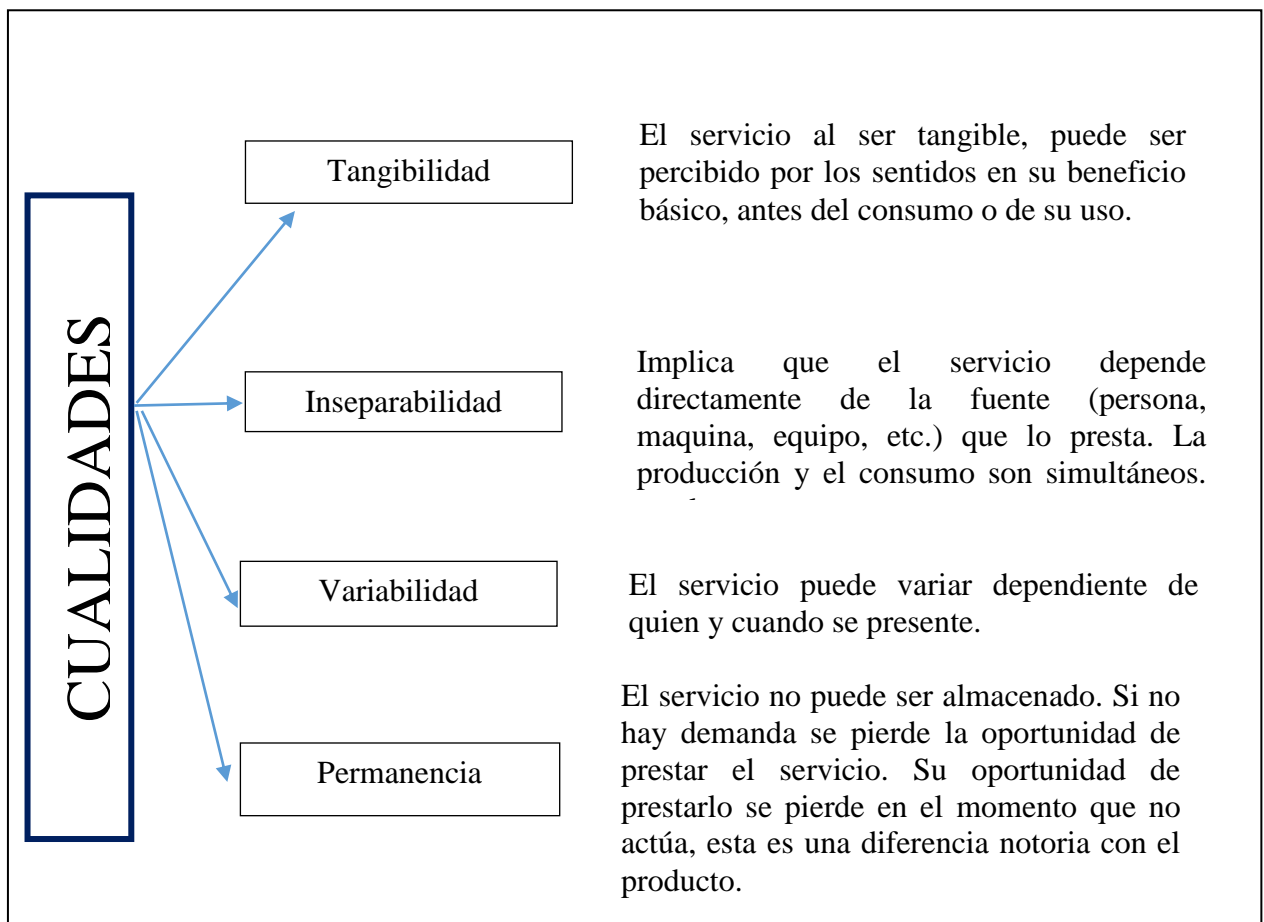 CUALIDADES
Tangibilidad
El servicio al ser tangible, puede ser
percibido por los sentidos en su beneficio
básico, antes del consumo o de su uso.
Inseparabilidad
Implica que el servicio depende
directamente de la fuente (persona,
maquina, equipo, etc.) que lo presta. La
producción y el consumo son simultáneos.
Variabilidad
El servicio puede variar dependiente de
quien y cuando se presente.
Permanencia
El servicio no puede ser almacenado. Si no
hay demanda se pierde la oportunidad de
prestar el servicio. Su oportunidad de
prestarlo se pierde en el momento que no
actúa, esta es una diferencia notoria con el
producto.